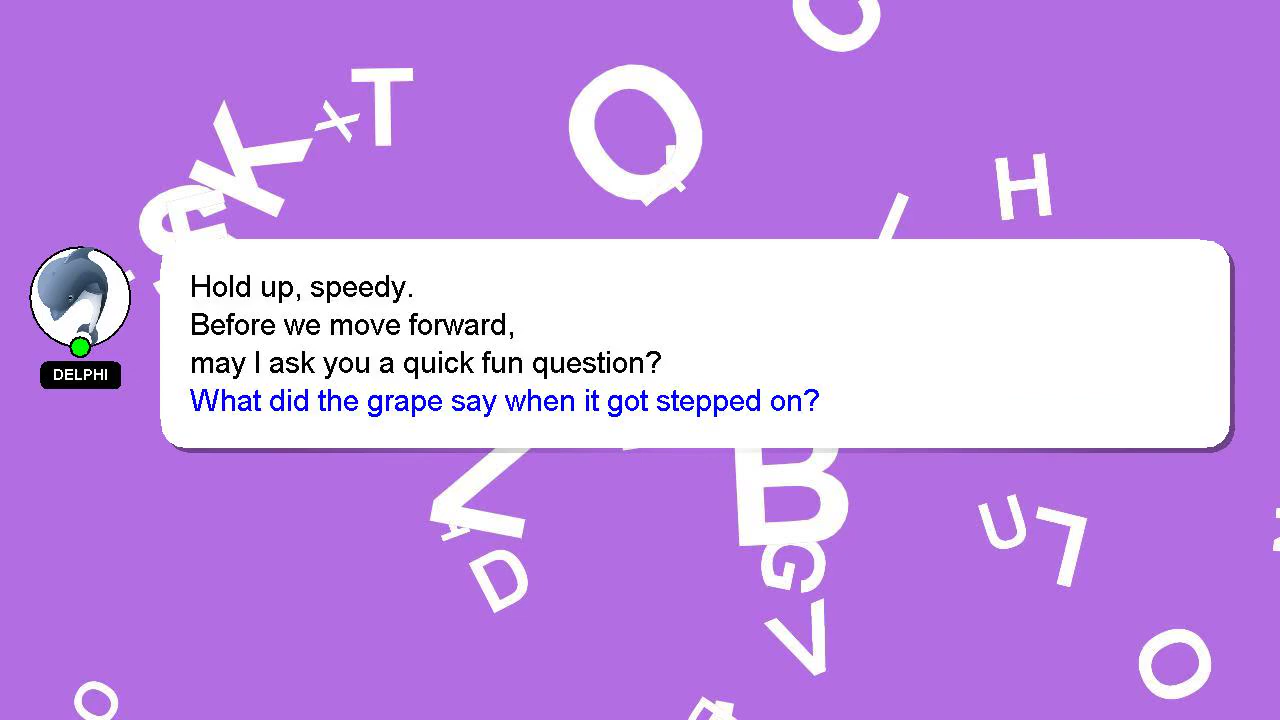 Hold up, speedy.
Before we move forward,
may I ask you a quick fun question?
What did the grape say when it got stepped on?
DELPHI
T
X
K
O
C
H
B
Z
D
G
U
L
V
O
O